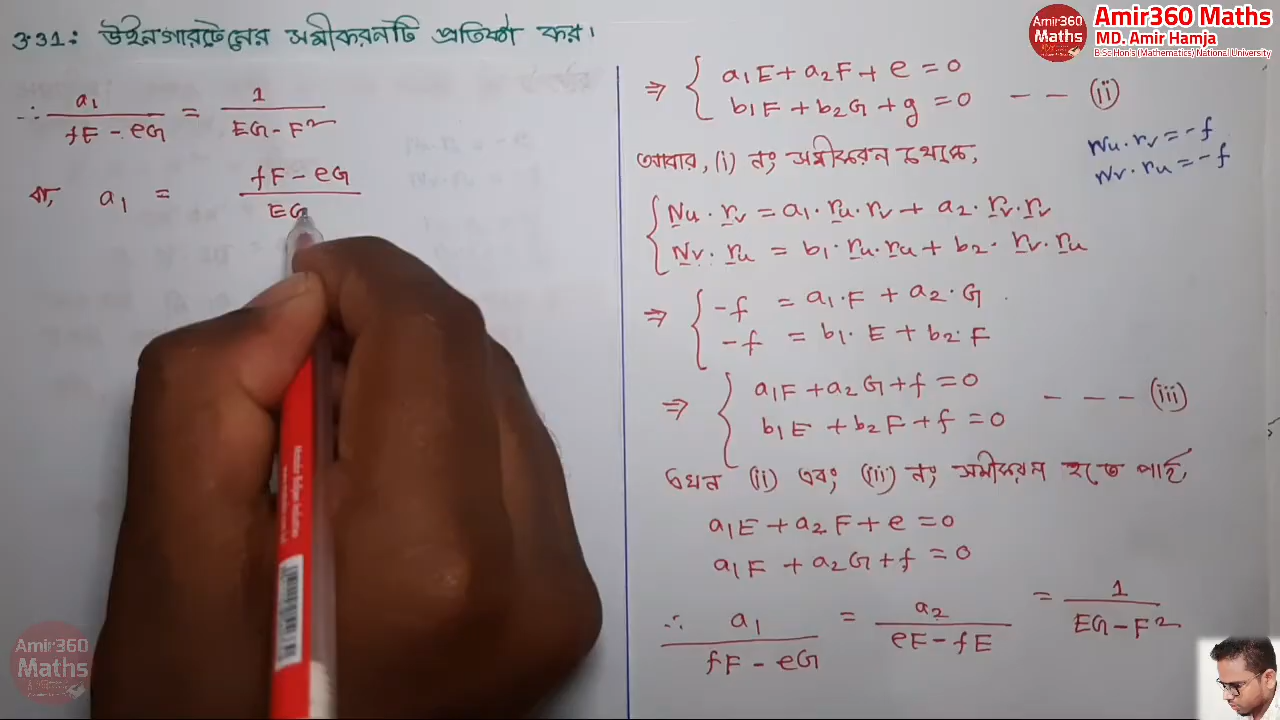 3·31: উইনগারটেনের সমীকরনটি প্রতিষ্ঠা কর।
∴ a₁/(fF - eG) = 1/(EG - F²)
বা, a₁ = (fF - eG)/EG
⇒ { a₁E + a₂F + e = 0
b₁F + b₂G + g = 0 — — (ii)
আবার, (i) নং সমীকরন থেকে,
Nu · rv = -f
Nv · ru = -f
{ Nu · rv = a₁ · ru · rv + a₂ · rv · rv
Nv · ru = b₁ · ru · ru + b₂ · rv · ru
⇒ { -f = a₁·F + a₂·G
-f = b₁· E + b₂· F
⇒ { a₁F + a₂G + f = 0
b₁E + b₂F + f = 0 — — — (iii)
এখন (ii) এবং (iii) নং সমীকরন হতে পাই,
a₁E + a₂F + e = 0
a₁F + a₂G + f = 0
∴ a₁/(fF - eG) = a₂/(eF - fE) = 1/(EG - F²)
Amir360 Maths
Amir360 Maths
MD. Amir Hamja
B.Sc Hon's (Mathematics) National University
Amir360 Maths